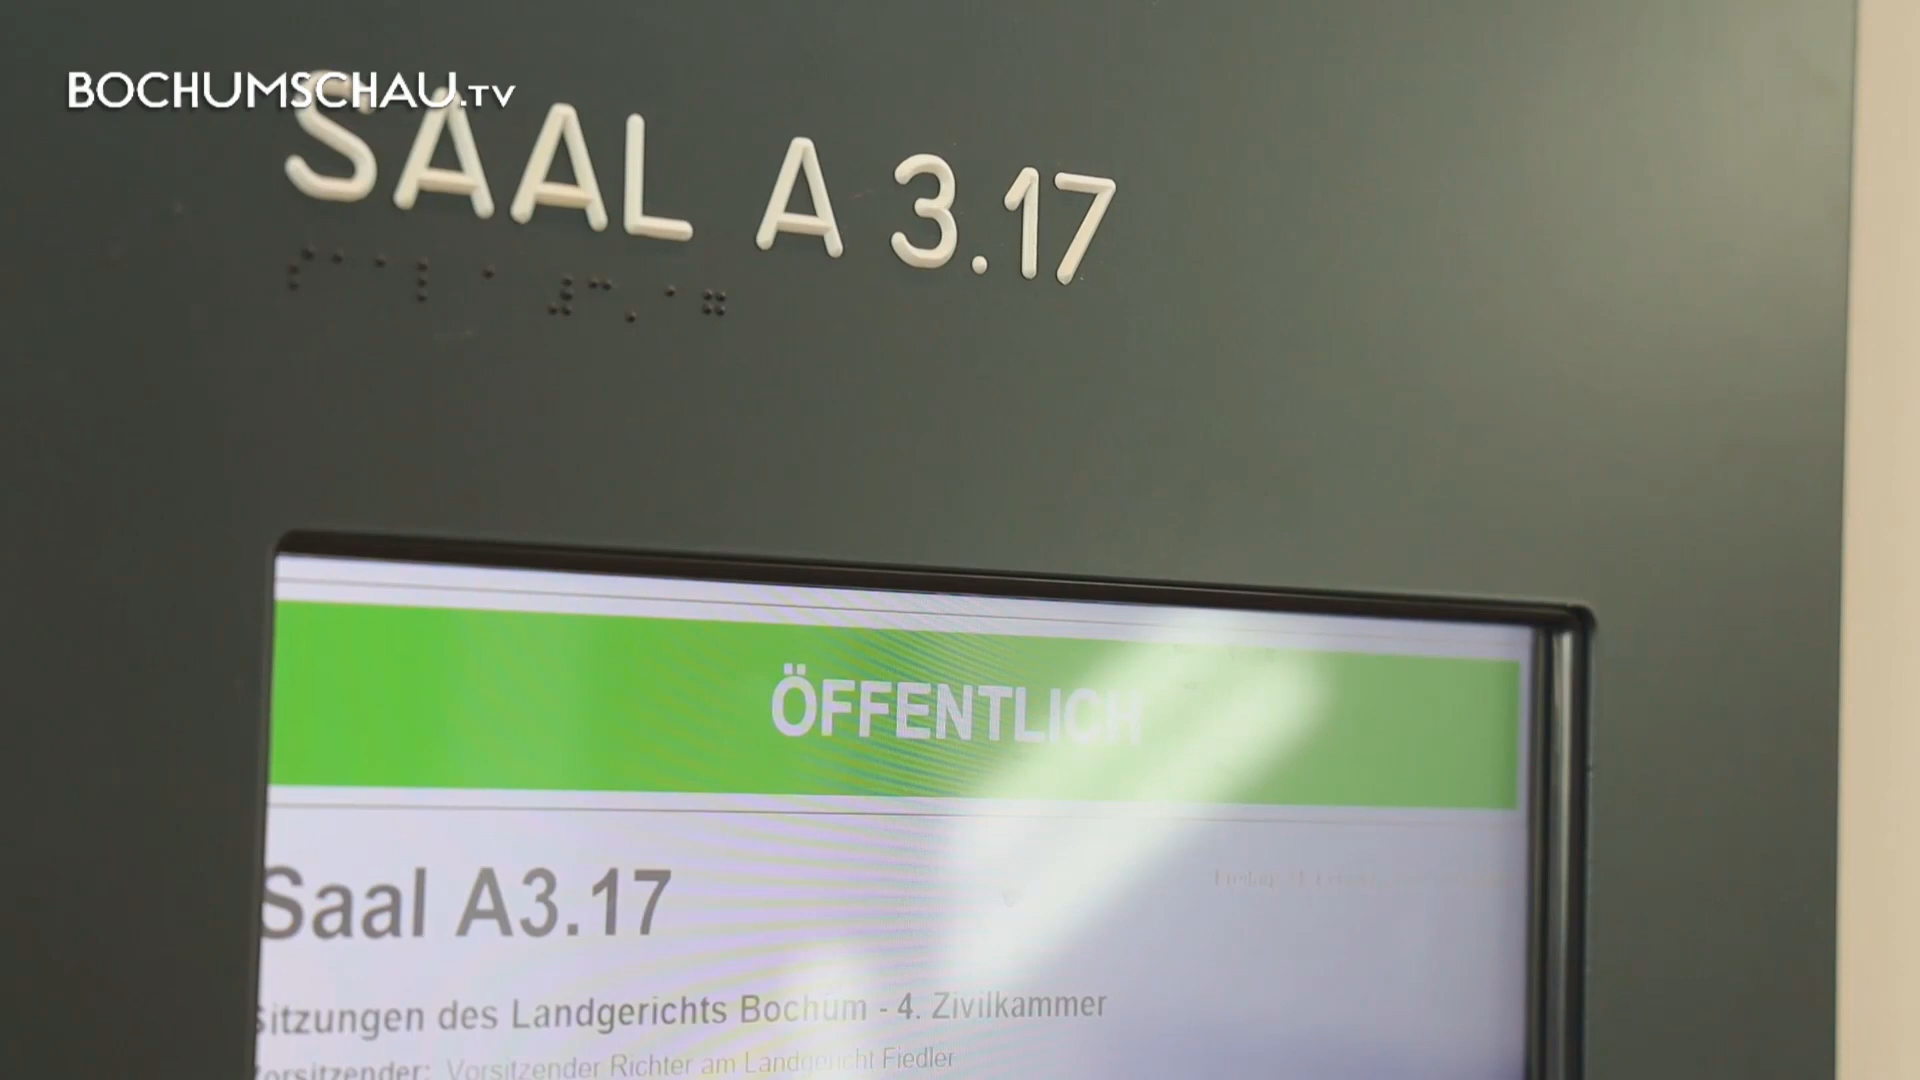 BOCHUMSCHAU.TV
SAAL A 3.17
ÖFFENTLICH
Saal A3.17
Sitzungen des Landgerichts Bochum - 4. Zivilkammer
Vorsitzender: Vorsitzender Richter am Landgericht Fiedler